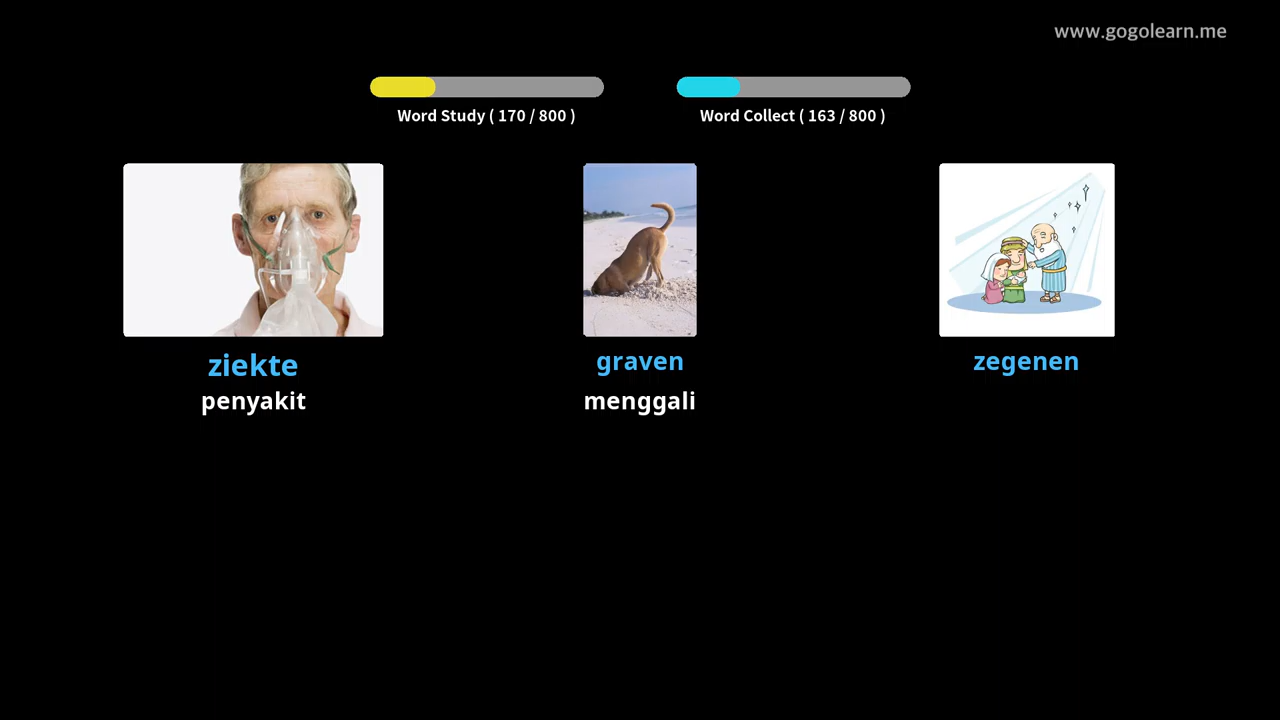 www.gogolearn.me
Word Study ( 170 / 800 )
Word Collect ( 163 / 800 )
ziekte
graven
zegenen
penyakit
menggali